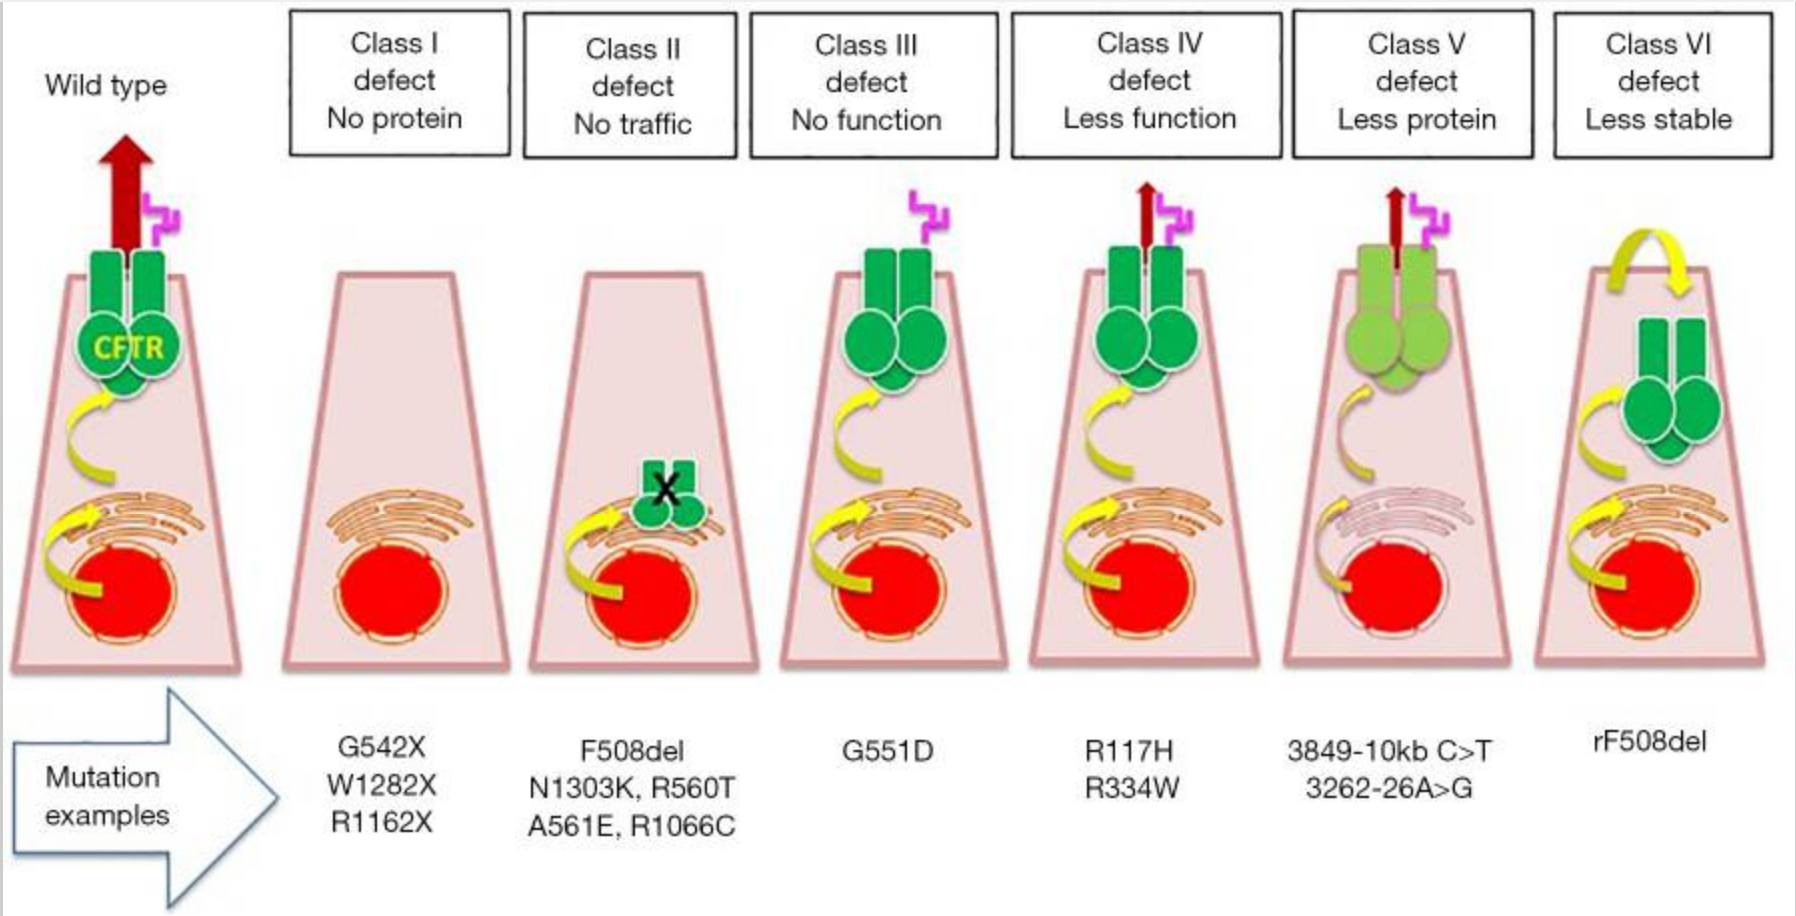 Wild type
Class I
defect
No protein
Class II
defect
No traffic
Class III
defect
No function
Class IV
defect
Less function
Class V
defect
Less protein
Class VI
defect
Less stable
CFTR
X
Mutation
examples
G542X
W1282X
R1162X
F508del
N1303K, R560T
A561E, R1066C
G551D
R117H
R334W
3849-10kb C>T
3262-26A>G
rF508del